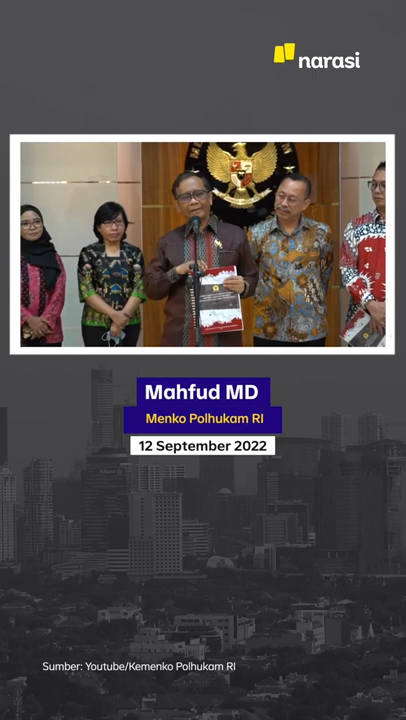 narasi
Mahfud MD
Menko Polhukam RI
12 September 2022
Sumber: Youtube/Kemenko Polhukam RI